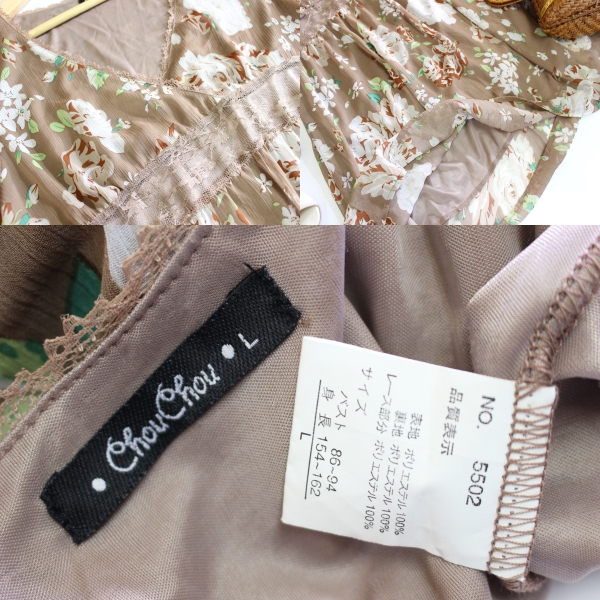 • ChouChou • L
NO. 5502
品質表示
表地 ポリエステル100%
裏地 ポリエステル100%
レース部分 ポリエステル100%
サイズ
バスト 86~94
身長 154~162
L